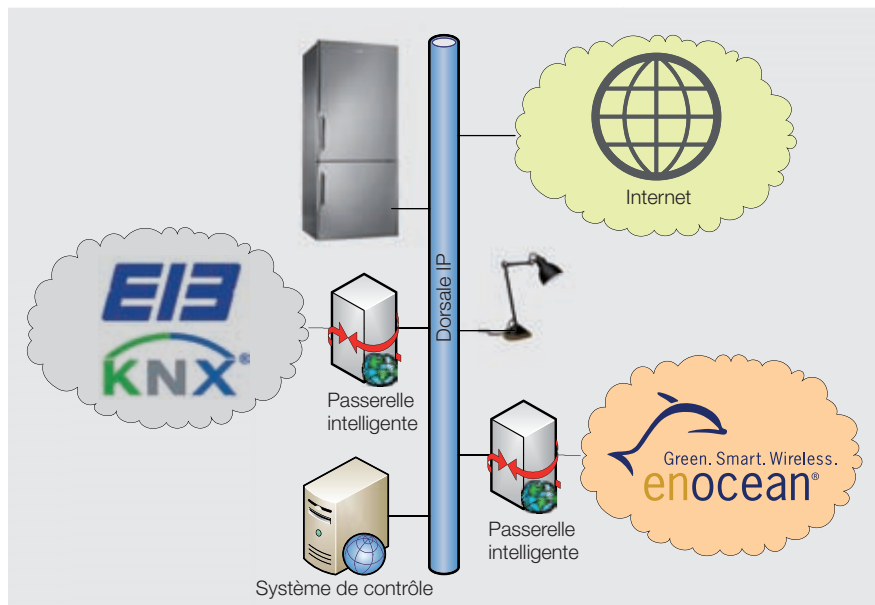 Internet
Dorsale IP
EIB
KNX®
Passerelle
intelligente
Green. Smart. Wireless.
enocean®
Passerelle
intelligente
Système de contrôle